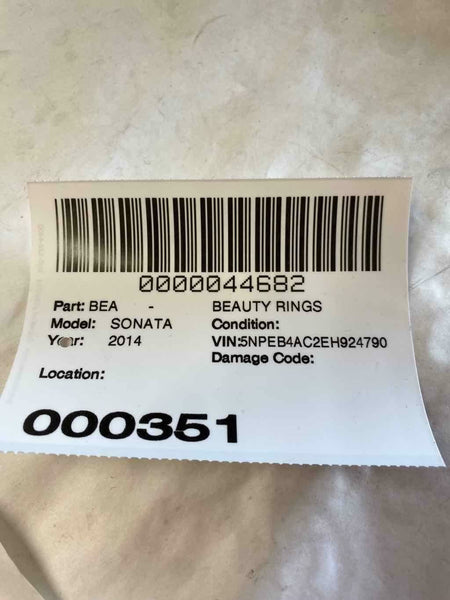 0000044682
Part: BEA - BEAUTY RINGS
Model: SONATA Condition:
Year: 2014 VIN:5NPEB4AC2EH924790
Damage Code:
Location:
000351